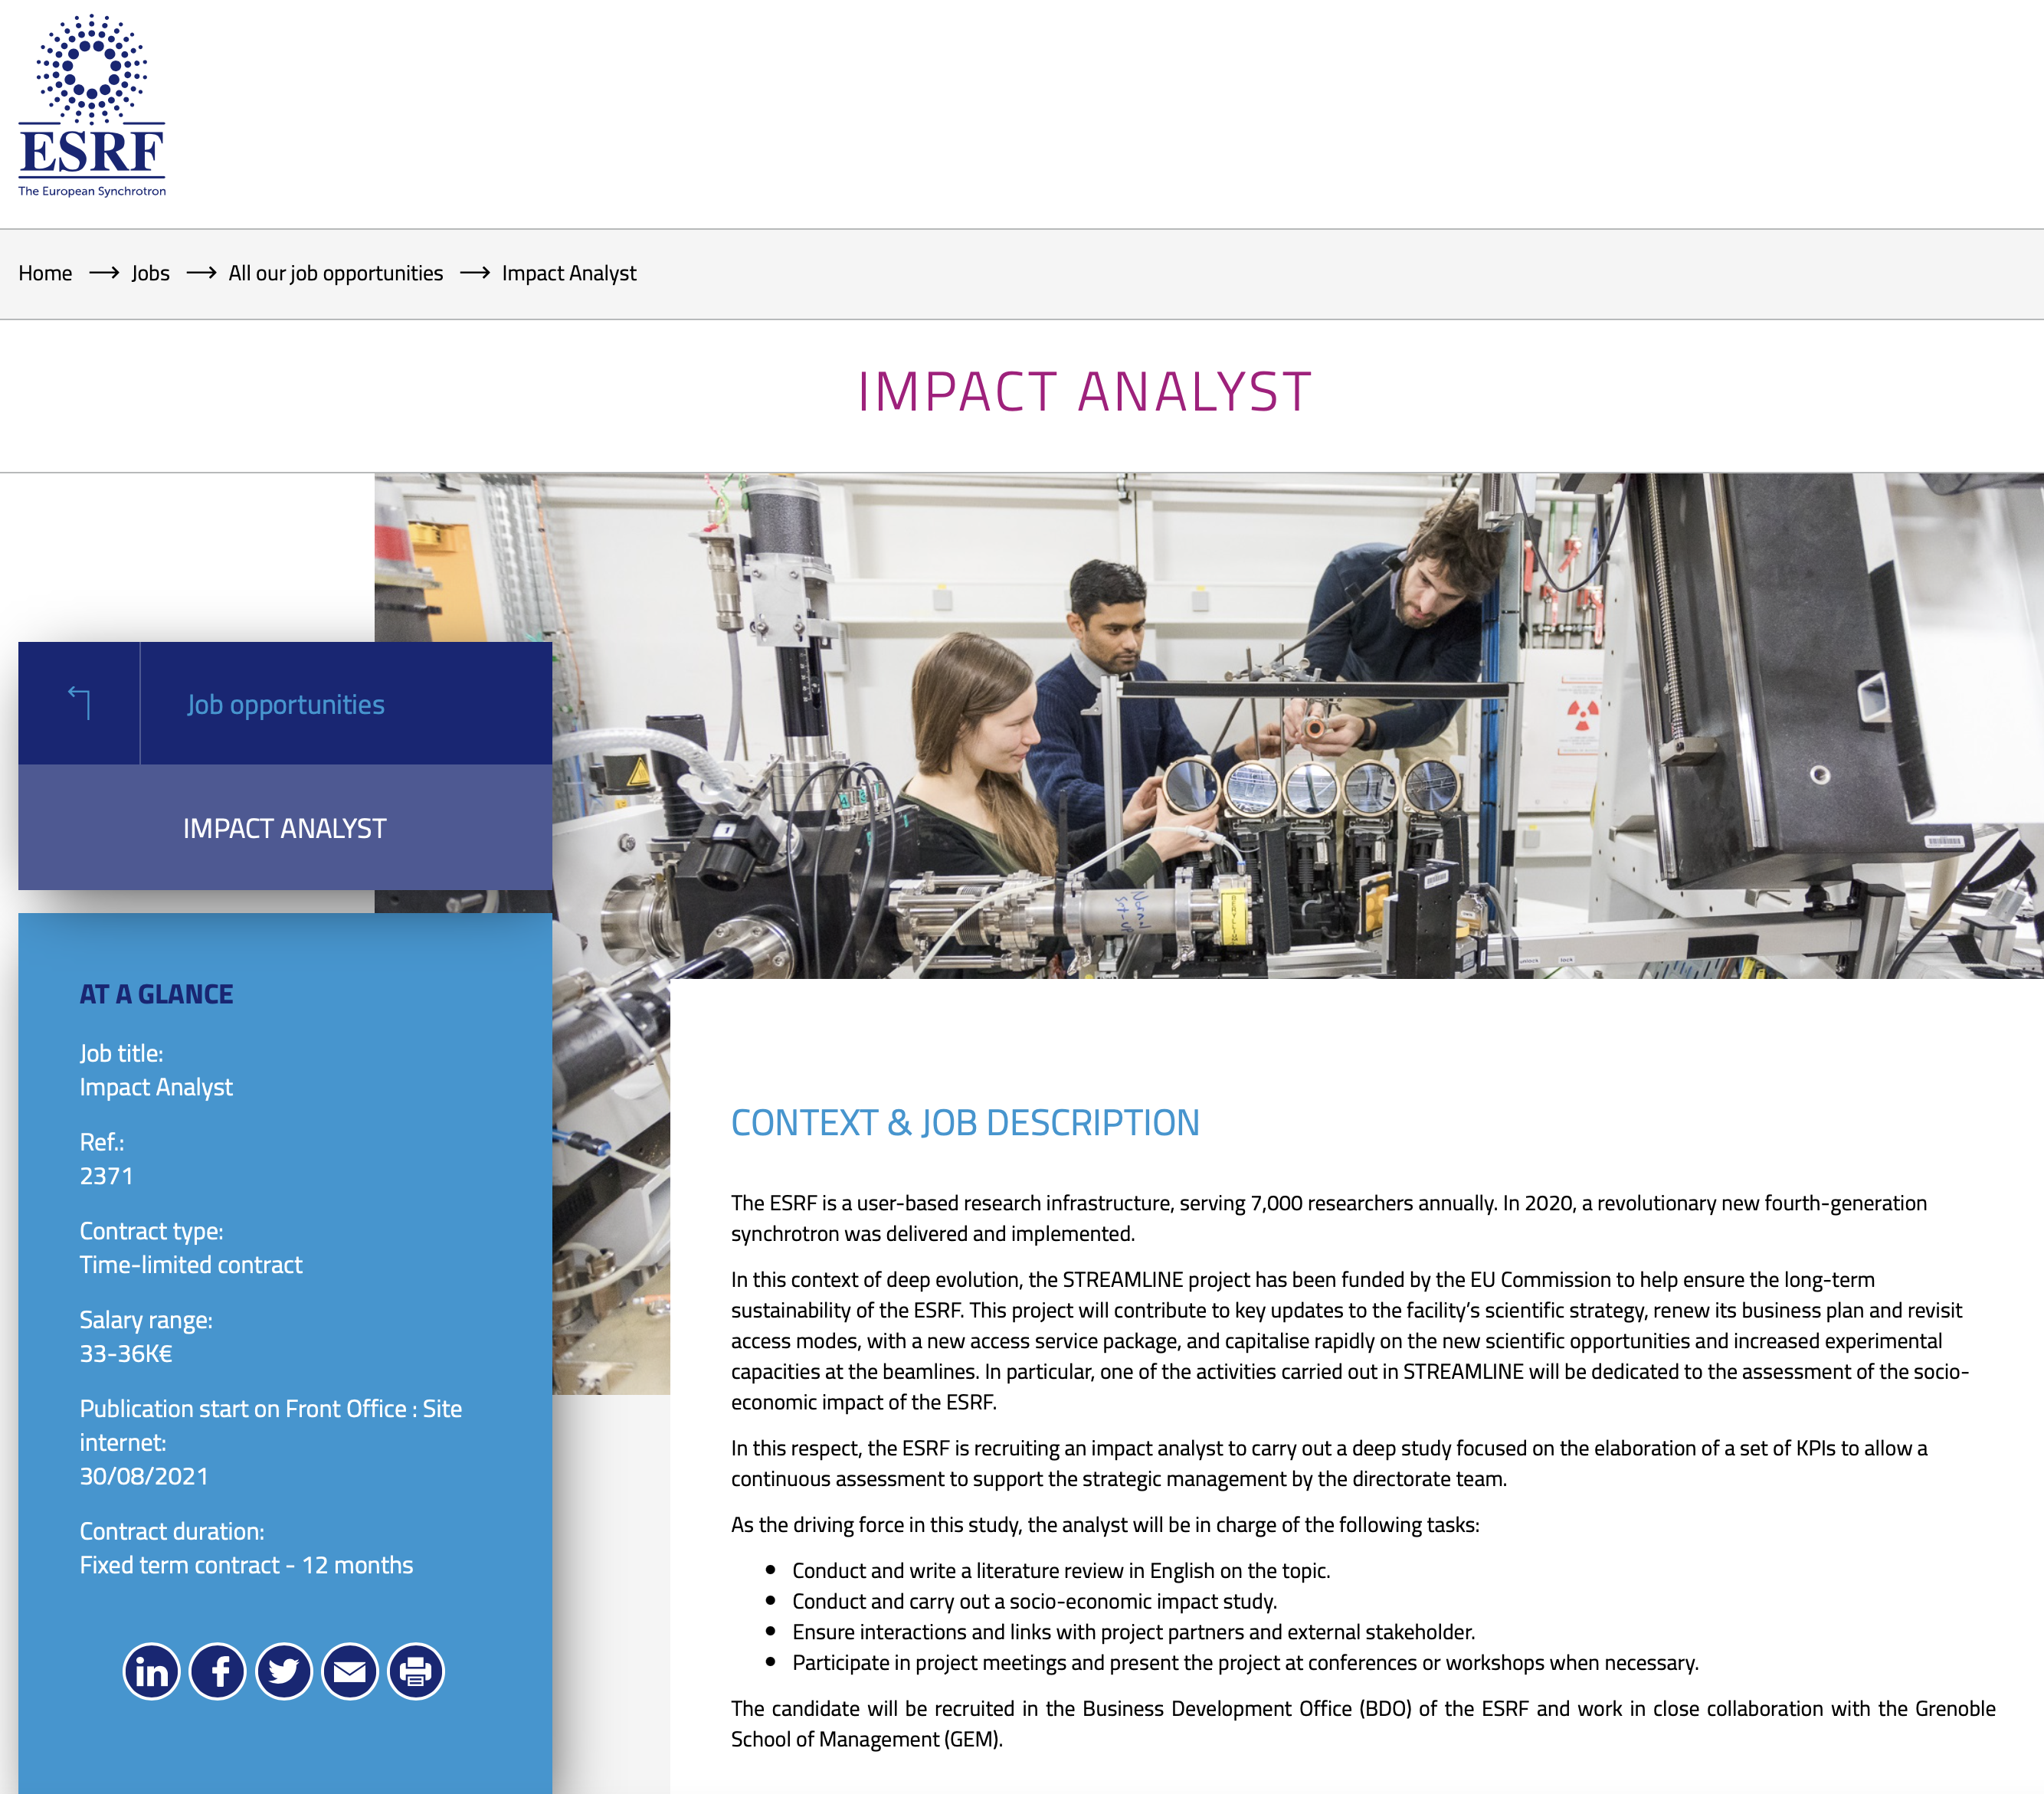 ESRF
The European Synchrotron
Home → Jobs → All our job opportunities → Impact Analyst
IMPACT ANALYST
Job opportunities
IMPACT ANALYST
AT A GLANCE
Job title:
Impact Analyst
Ref.:
2371
Contract type:
Time-limited contract
Salary range:
33-36K€
Publication start on Front Office : Site
internet:
30/08/2021
Contract duration:
Fixed term contract - 12 months
CONTEXT & JOB DESCRIPTION
The ESRF is a user-based research infrastructure, serving 7,000 researchers annually. In 2020, a revolutionary new fourth-generation
synchrotron was delivered and implemented.
In this context of deep evolution, the STREAMLINE project has been funded by the EU Commission to help ensure the long-term
sustainability of the ESRF. This project will contribute to key updates to the facility's scientific strategy, renew its business plan and revisit
access modes, with a new access service package, and capitalise rapidly on the new scientific opportunities and increased experimental
capacities at the beamlines. In particular, one of the activities carried out in STREAMLINE will be dedicated to the assessment of the socio-
economic impact of the ESRF.
In this respect, the ESRF is recruiting an impact analyst to carry out a deep study focused on the elaboration of a set of KPIs to allow a
continuous assessment to support the strategic management by the directorate team.
As the driving force in this study, the analyst will be in charge of the following tasks:
• Conduct and write a literature review in English on the topic.
• Conduct and carry out a socio-economic impact study.
• Ensure interactions and links with project partners and external stakeholder.
• Participate in project meetings and present the project at conferences or workshops when necessary.
The candidate will be recruited in the Business Development Office (BDO) of the ESRF and work in close collaboration with the Grenoble
School of Management (GEM).